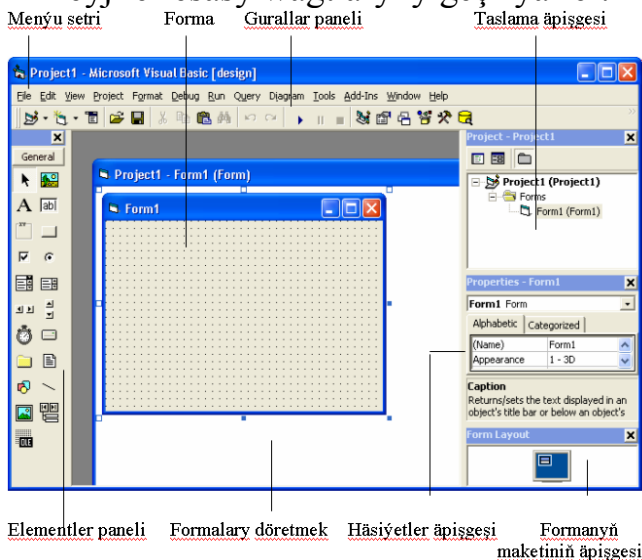 Menýu setri Forma Gurallar paneli Taslama äpişgesi
Project1 - Microsoft Visual Basic [design]
File Edit View Project Format Debug Run Query Diagram Tools Add-Ins Window Help
General
Project1 - Form1 (Form)
Form1
Project - Project1
Project1 (Project1)
Forms
Form1 (Form1)
Properties - Form1
Form1 Form
Alphabetic Categorized
(Name) Form1
Appearance 1 - 3D
Caption
Returns/sets the text displayed in an
object's title bar or below an object's
Form Layout
Elementler paneli Formalary döretmek Häsiýetler äpişgeşi Formanyň
maketiniň äpişgesi